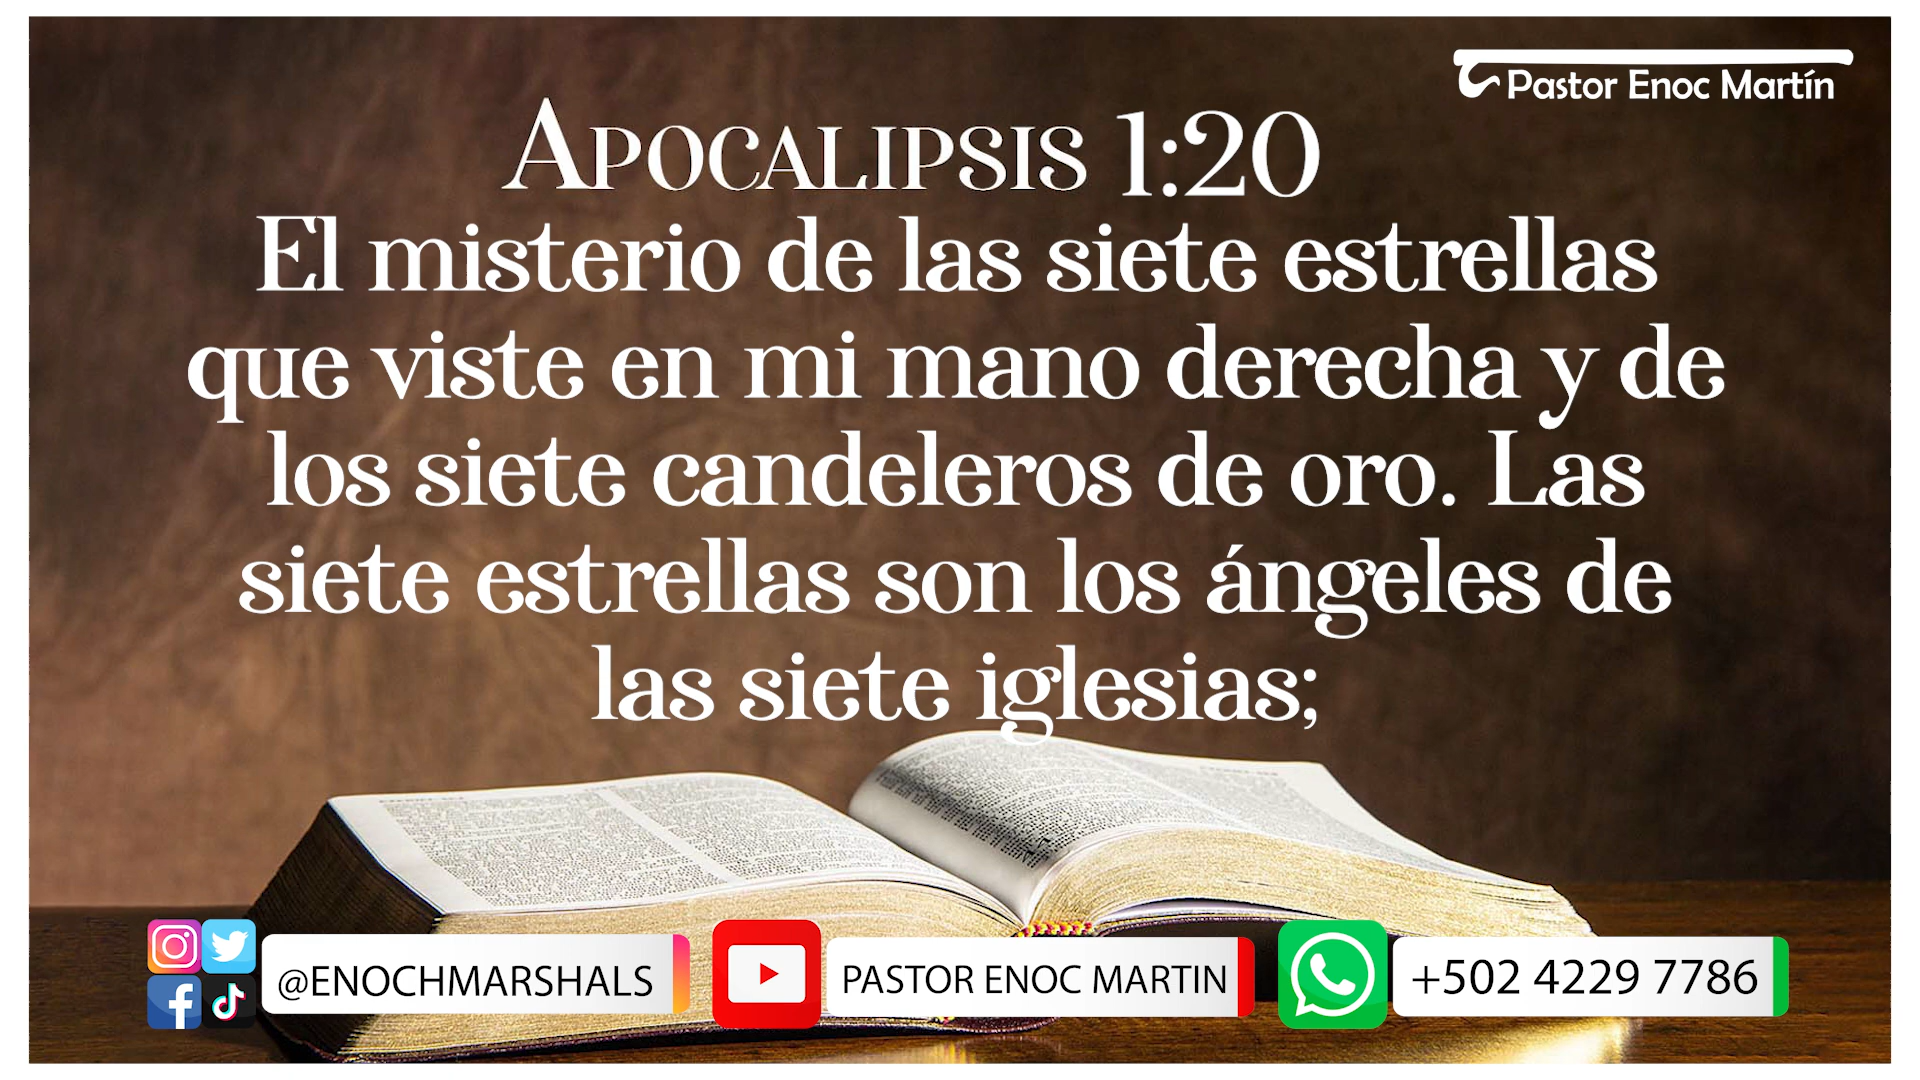 Pastor Enoc Martín
Apocalipsis 1:20
El misterio de las siete estrellas
que viste en mi mano derecha y de
los siete candeleros de oro. Las
siete estrellas son los ángeles de
las siete iglesias;
@ENOCHMARSHALS
PASTOR ENOC MARTIN
+502 4229 7786